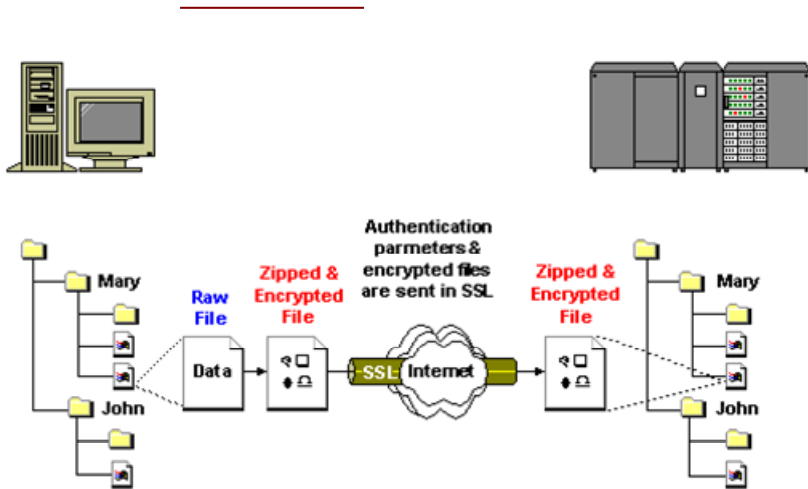 Authentication
parmeters &
encrypted files
are sent in SSL
Mary
Raw
File
Zipped &
Encrypted
File
Zipped &
Encrypted
File
Mary
Data
SSL
Internet
John
John